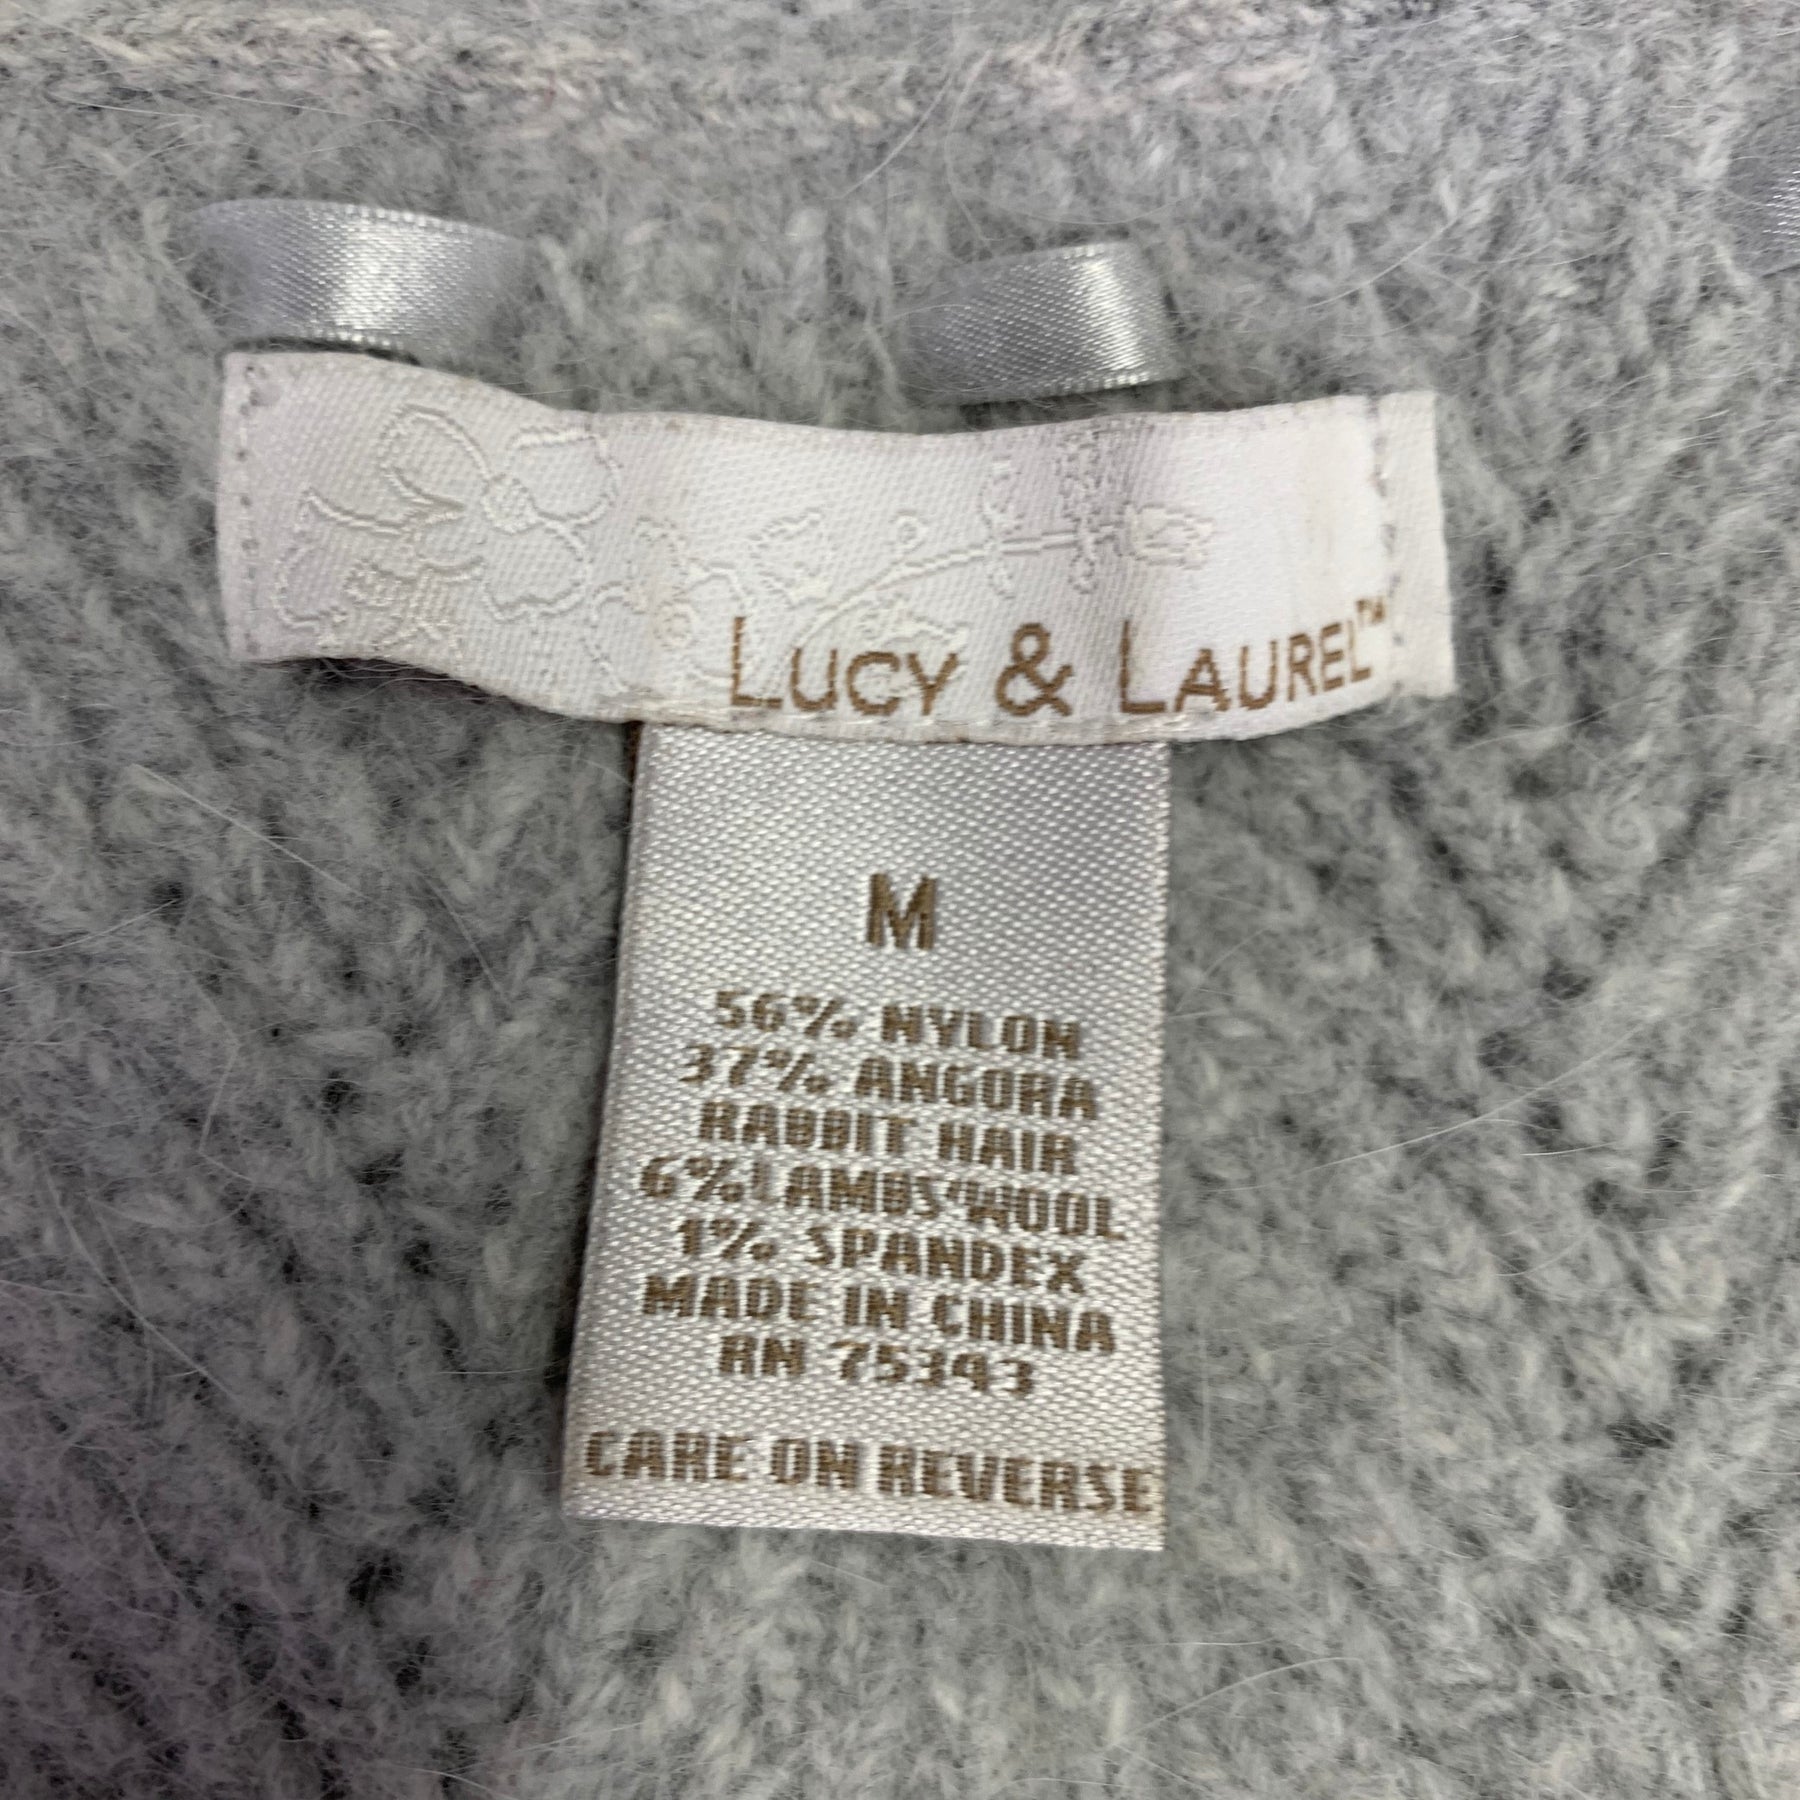 LUCY & LAUREL™
M
56% NYLON
37% ANGORA
RABBIT HAIR
6% LAMBS'WOOL
1% SPANDEX
MADE IN CHINA
RN 75343
CARE ON REVERSE